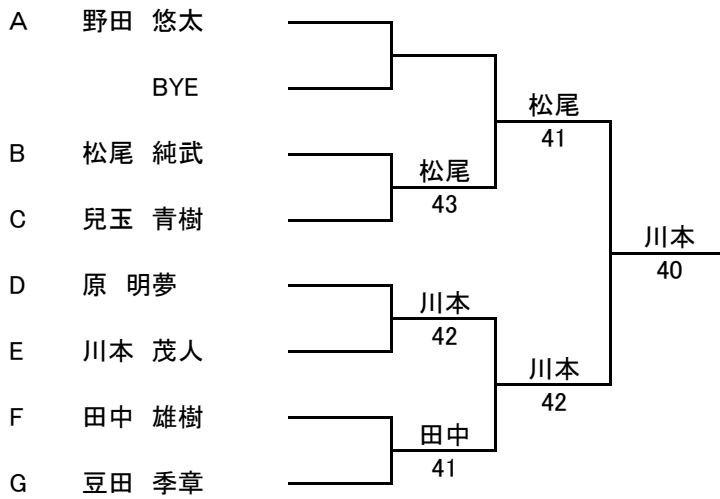 A 野田 悠太
BYE
松尾
41
B 松尾 純武
松尾
43
C 兒玉 青樹
川本
40
D 原 明夢
川本
42
E 川本 茂人
川本
42
F 田中 雄樹
田中
41
G 豆田 季章